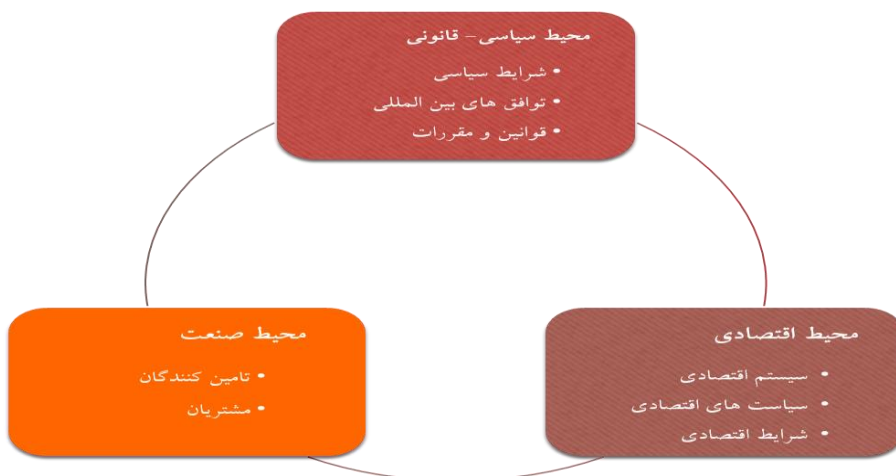 محیط سیاسی– قانونی
• شرایط سیاسی
• توافق های بین المللی
• قوانین و مقررات
محیط اقتصادی
• سیستم اقتصادی
• سیاست های اقتصادی
• شرایط اقتصادی
محیط صنعت
• تامین کنندگان
• مشتریان